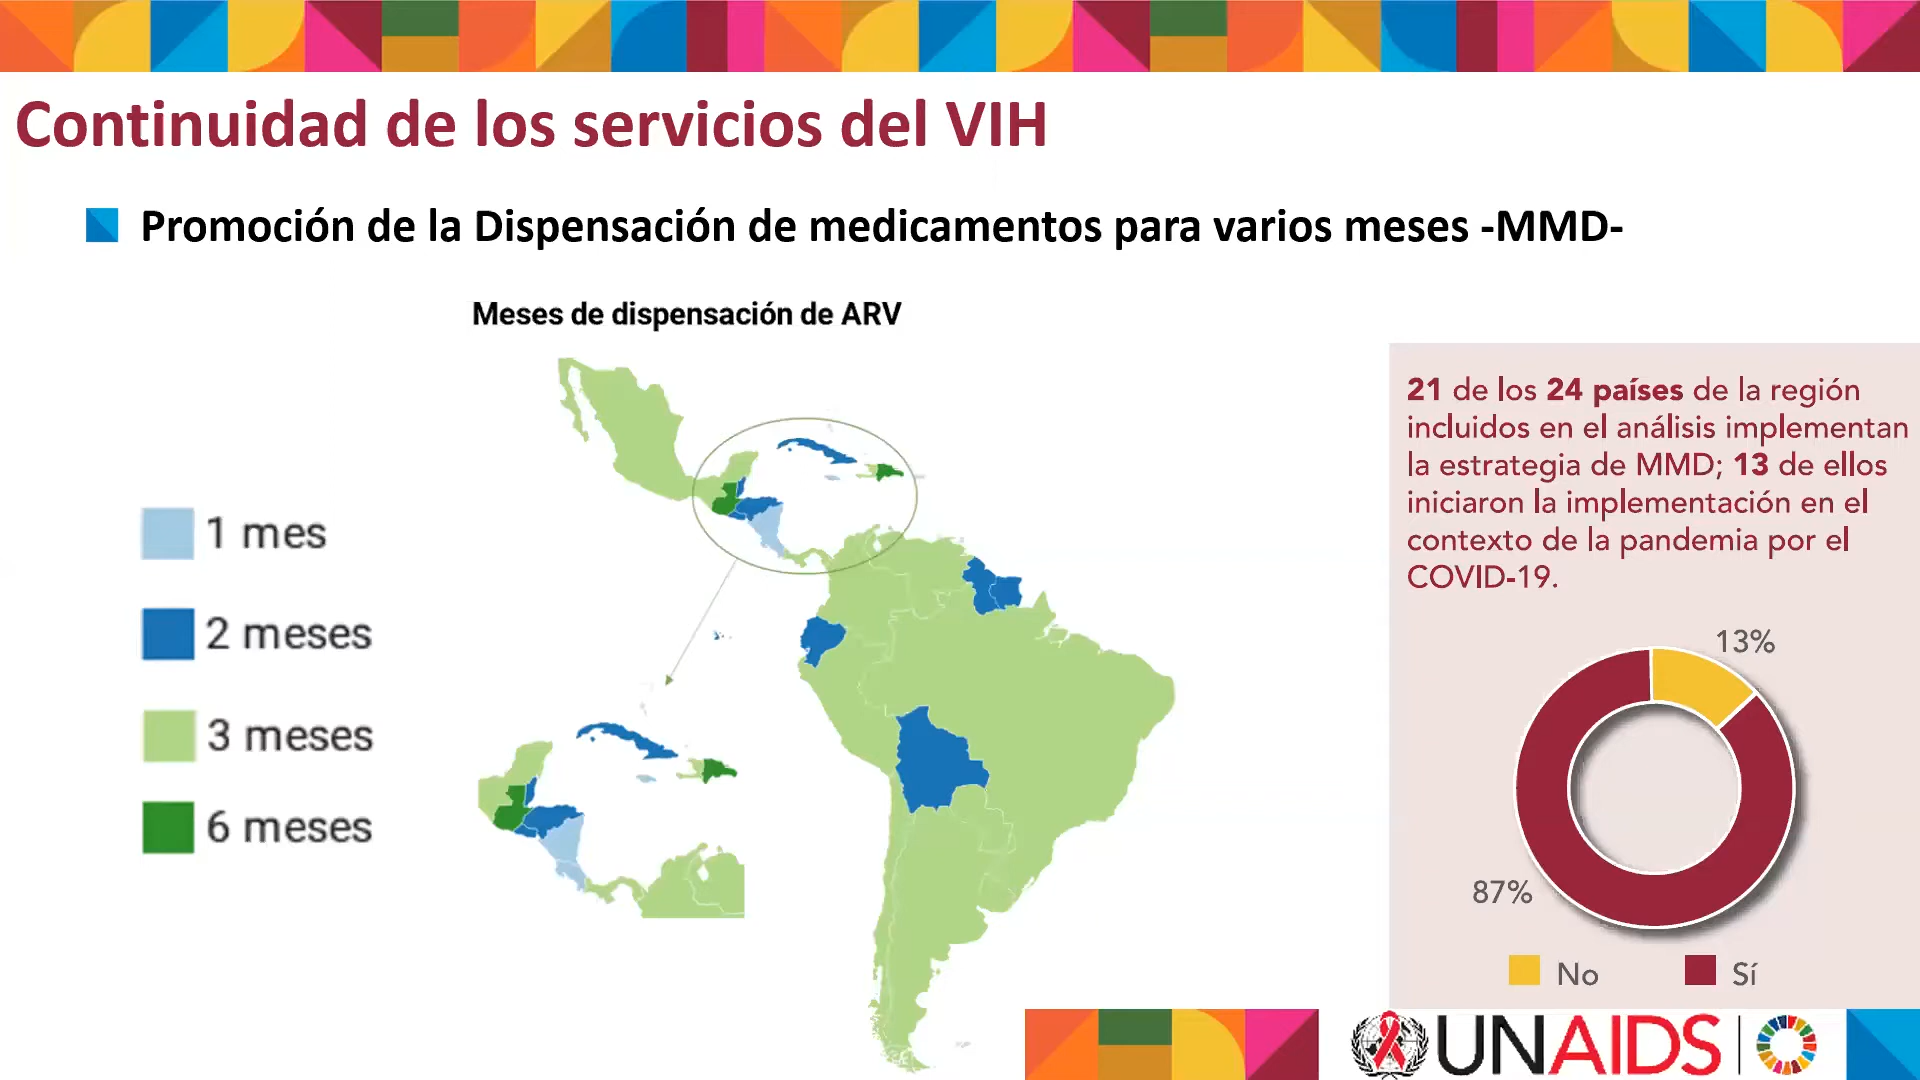 Continuidad de los servicios del VIH
Promoción de la Dispensación de medicamentos para varios meses -MMD-
Meses de dispensación de ARV
1 mes
2 meses
3 meses
6 meses
21 de los 24 países de la región
incluidos en el análisis implementan
la estrategia de MMD; 13 de ellos
iniciaron la implementación en el
contexto de la pandemia por el
COVID-19.
13%
87%
No
Sí
UNAIDS